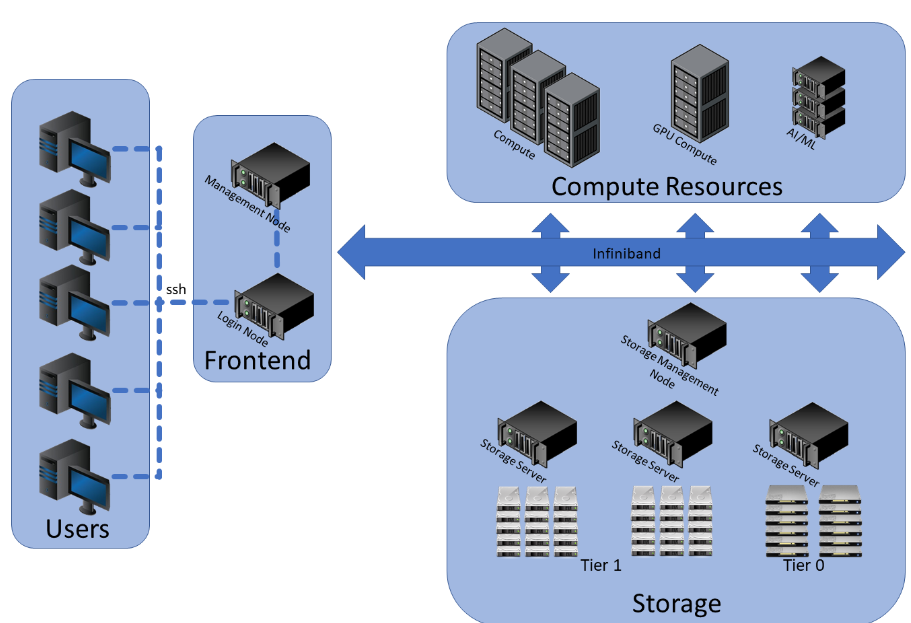 Compute
GPU Compute
AI/ML
Compute Resources
Management Node
ssh
Login Node
Frontend
Users
Infiniband
Storage Management
Node
Storage Server
Storage Server
Storage Server
Tier 1
Tier 0
Storage